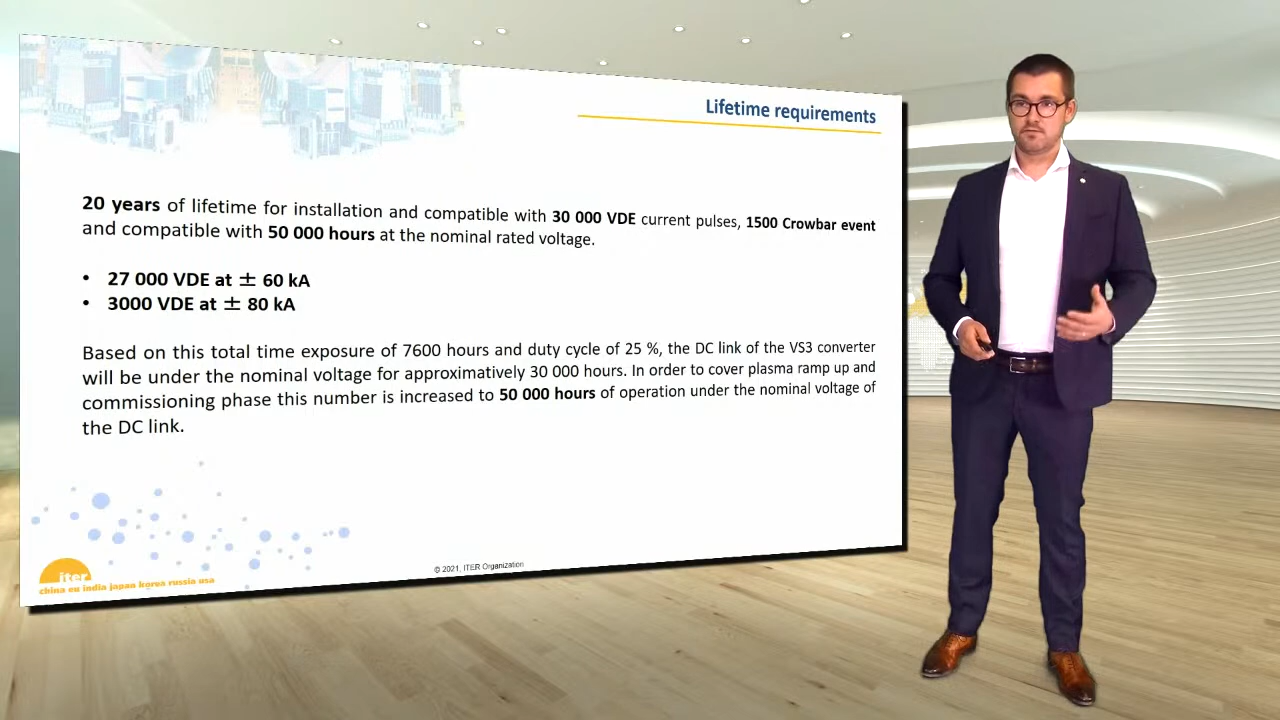 Lifetime requirements
20 years of lifetime for installation and compatible with 30 000 VDE current pulses, 1500 Crowbar event
and compatible with 50 000 hours at the nominal rated voltage.
• 27 000 VDE at ± 60 kA
• 3000 VDE at ± 80 kA
Based on this total time exposure of 7600 hours and duty cycle of 25 %, the DC link of the VS3 converter
will be under the nominal voltage for approximatively 30 000 hours. In order to cover plasma ramp up and
commissioning phase this number is increased to 50 000 hours of operation under the nominal voltage of
the DC link.
iter
china eu india japan korea russia usa
© 2021, ITER Organization